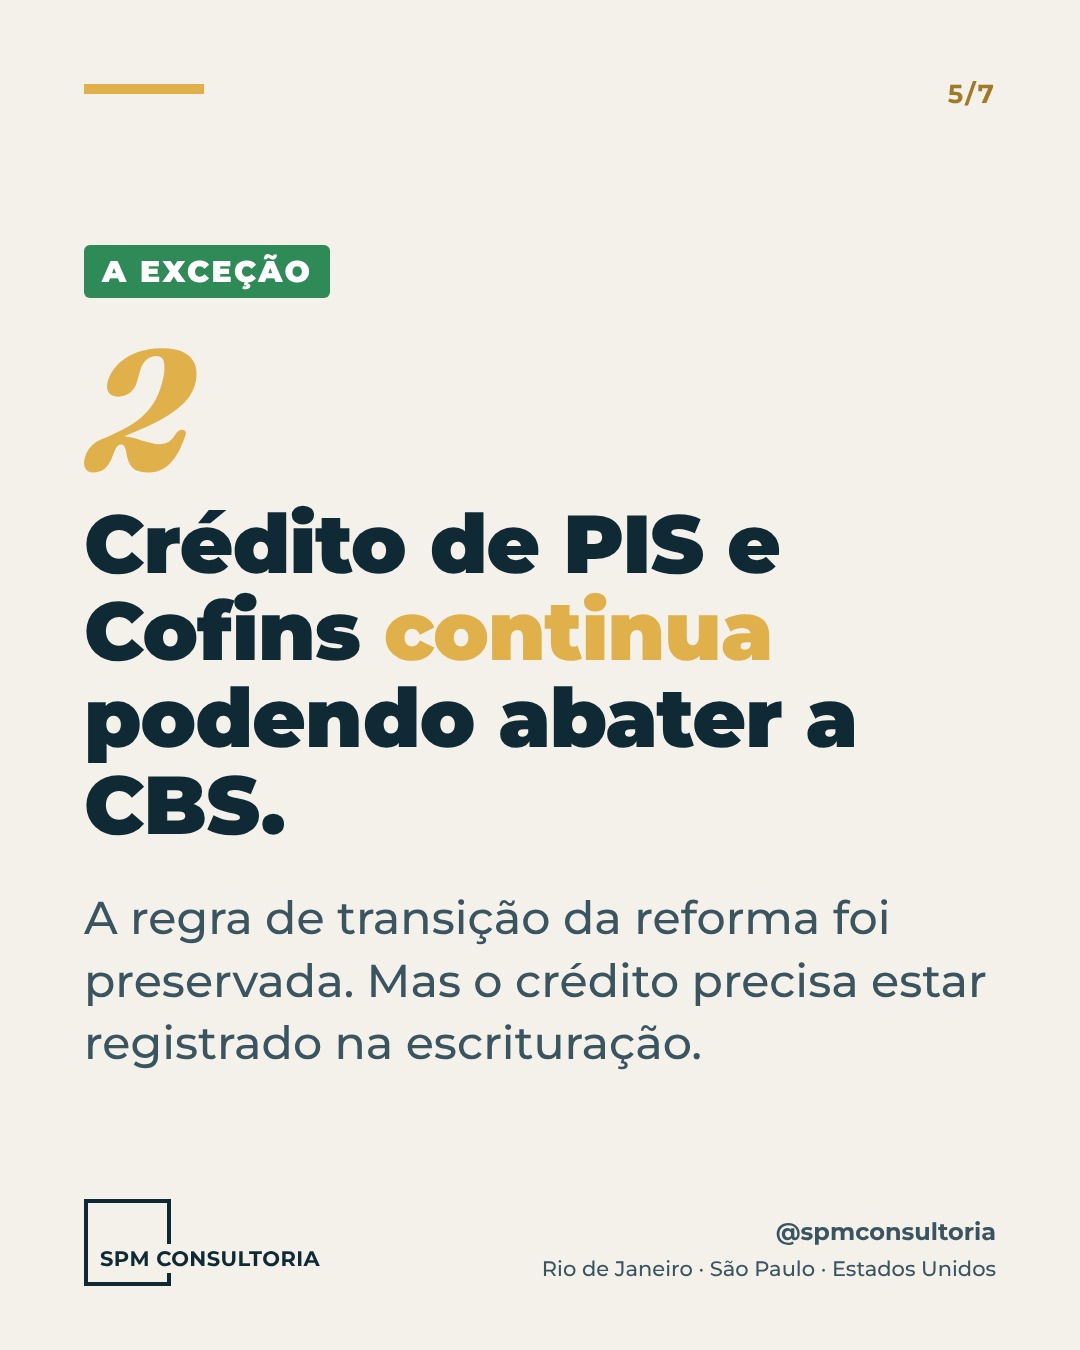 5/7
A EXCEÇÃO
2
Crédito de PIS e
Cofins continua
podendo abater a
CBS.
A regra de transição da reforma foi
preservada. Mas o crédito precisa estar
registrado na escrituração.
SPM CONSULTORIA
@spmconsultoria
Rio de Janeiro · São Paulo · Estados Unidos